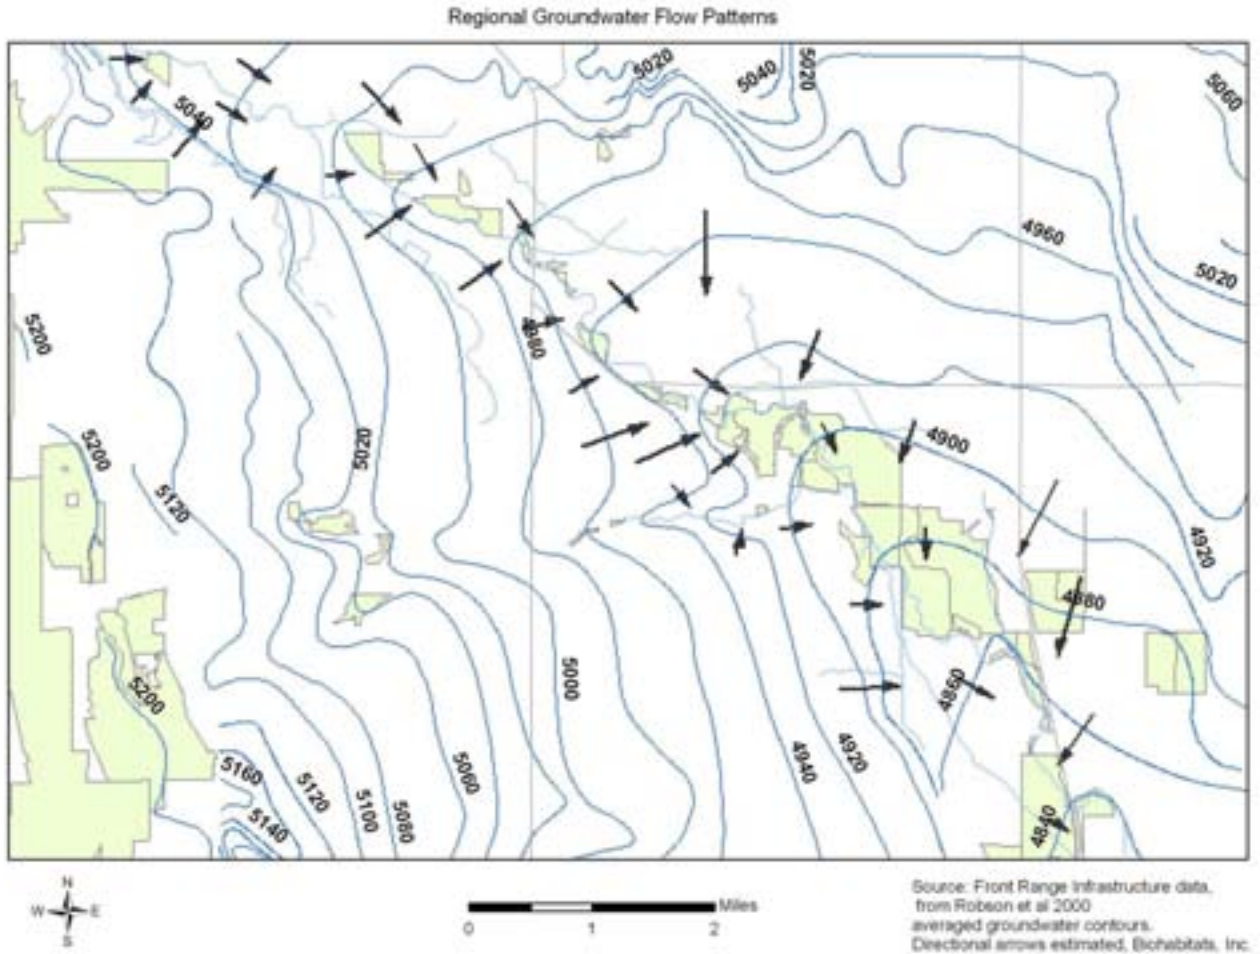 Regional Groundwater Flow Patterns
5020
5040
5020
5060
5040
4960
5020
5200
4980
5200
5120
5020
4900
4920
4880
5200
5000
4860
4940
4920
5160
5120
5100
5080
5060
5140
4840
N
W E
S
Miles
0 1 2
Source: Front Range Infrastructure data,
from Robson et al 2000
averaged groundwater contours.
Directional arrows estimated, Biohabitats, Inc.